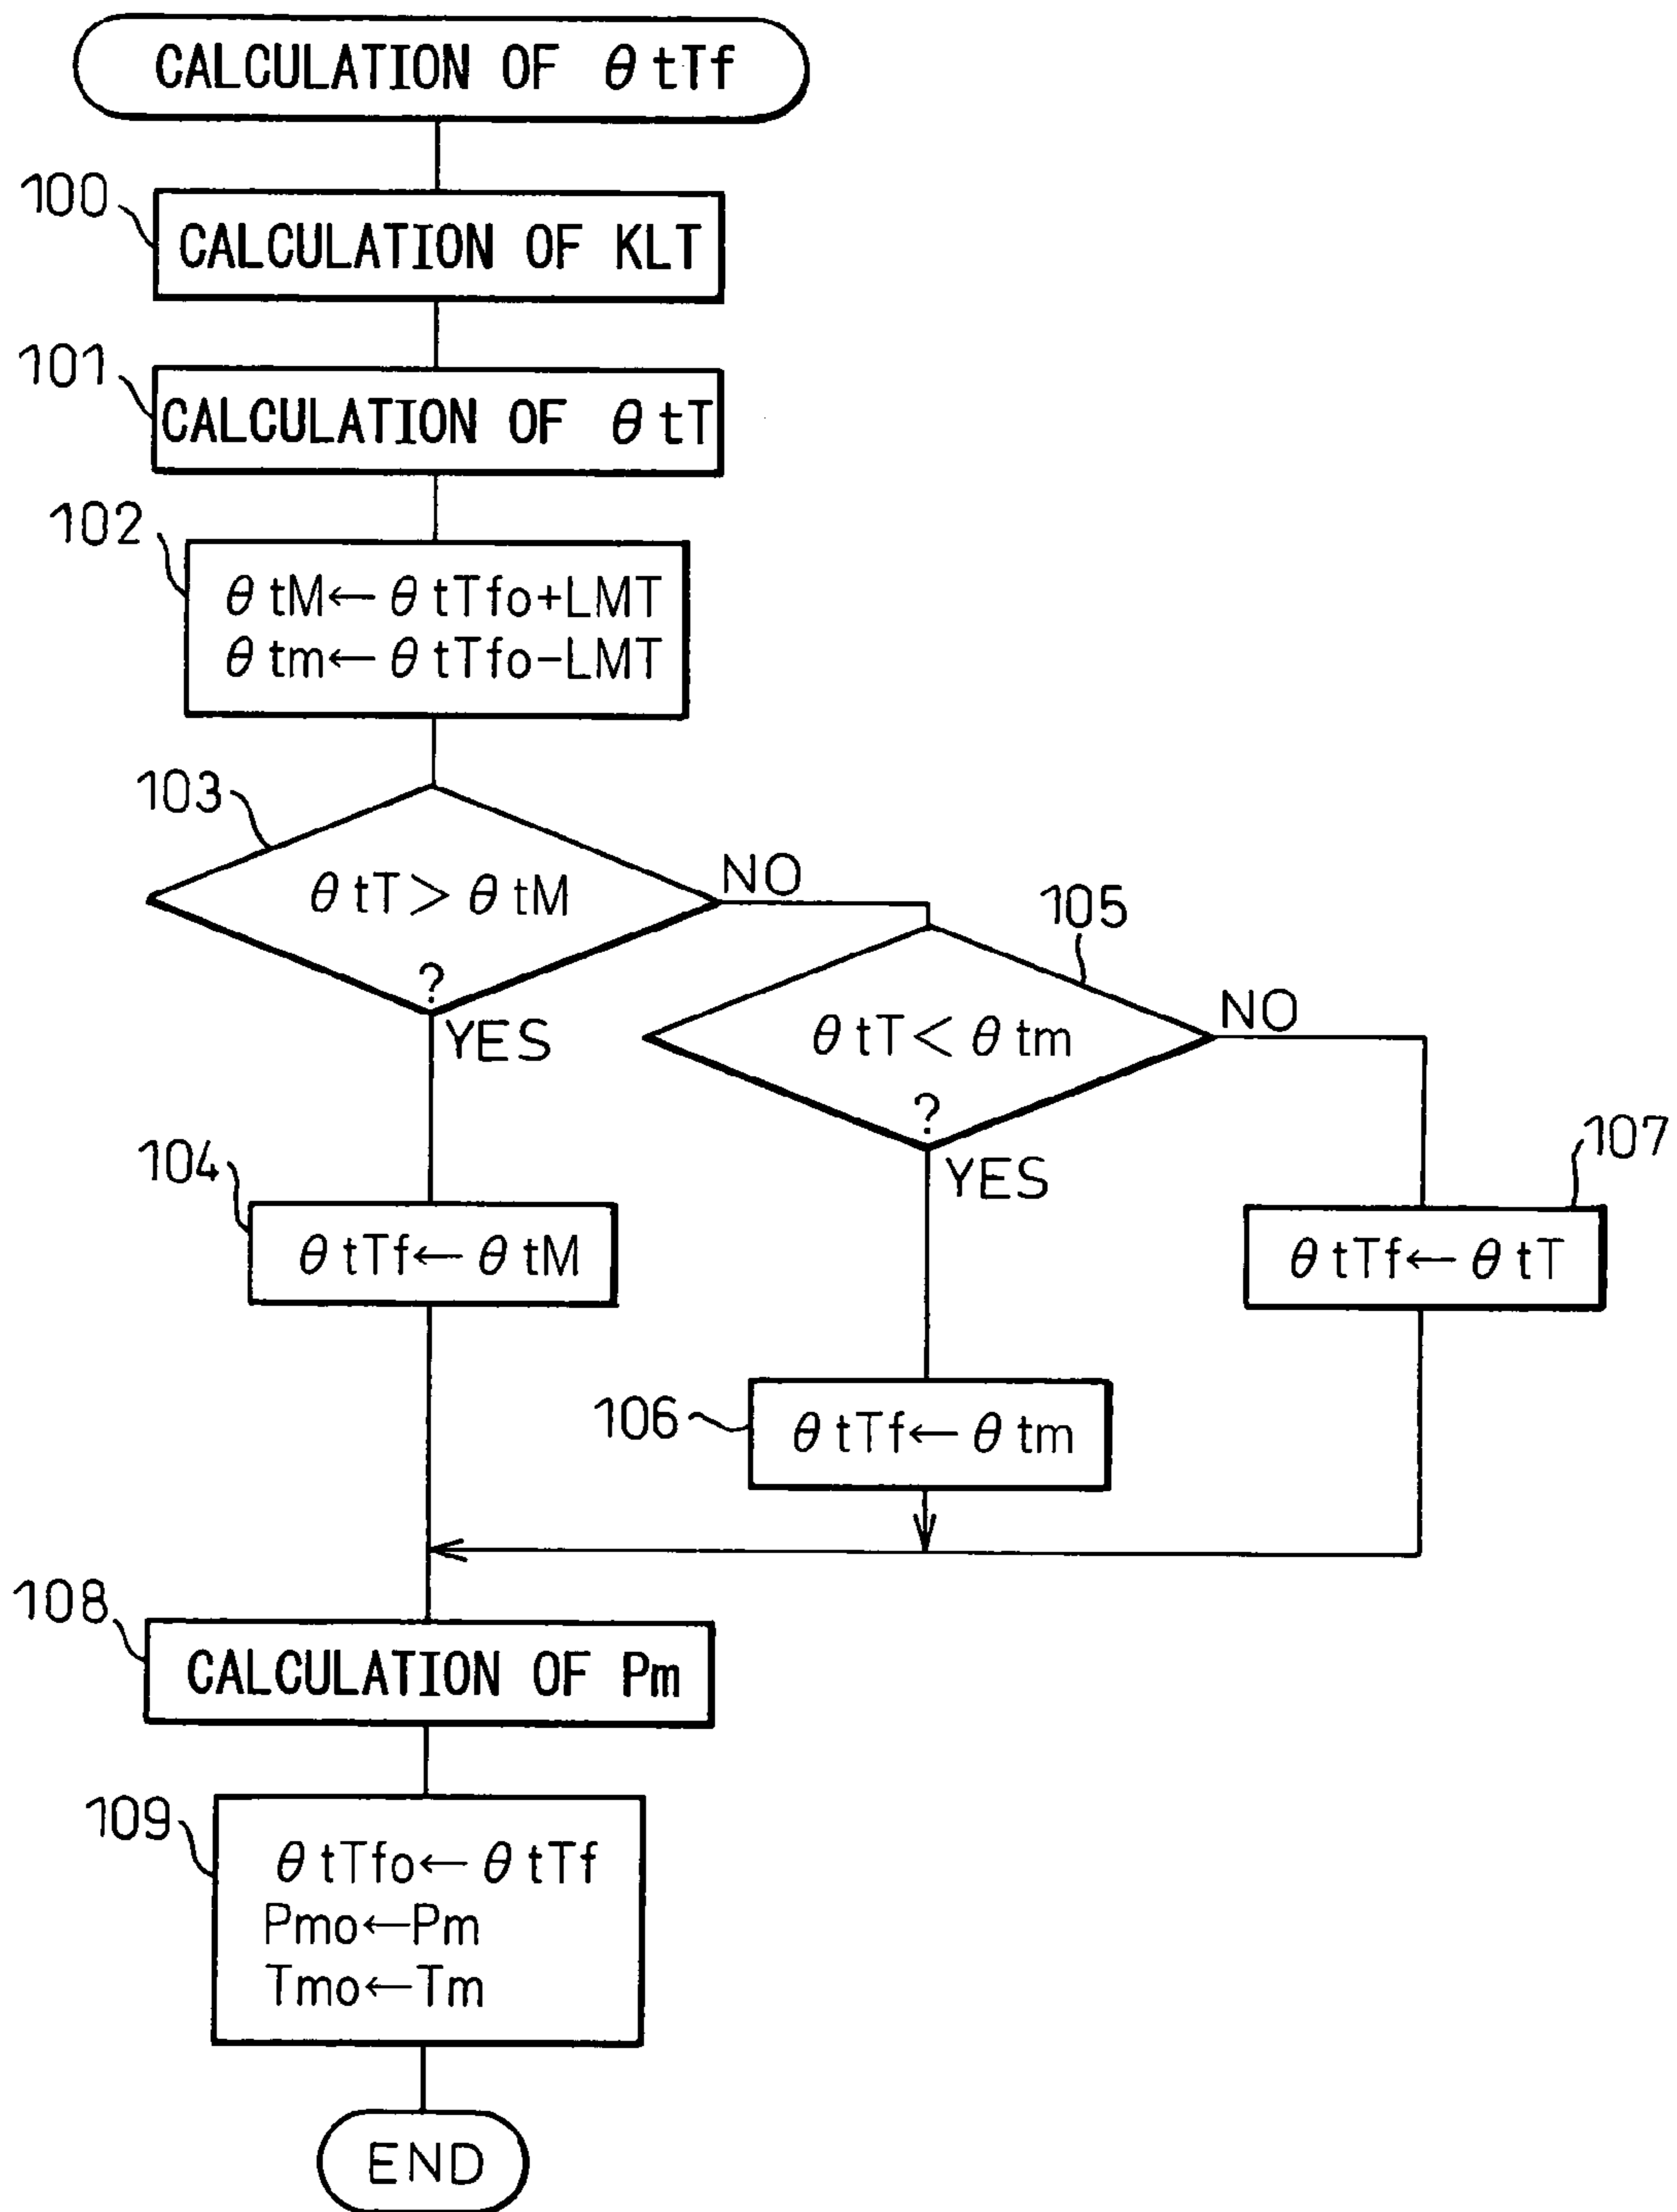 CALCULATION OF θtTf
100
CALCULATION OF KLT
101
CALCULATION OF θtT
102
θtM←θtTfo+LMT
θtm←θtTfo−LMT
103
θtT>θtM
?
NO
YES
105
θtT<θtm
?
NO
YES
104
θtTf←θtM
107
θtTf←θtT
106
θtTf←θtm
108
CALCULATION OF Pm
109
θtTfo←θtTf
Pmo←Pm
Tmo←Tm
END